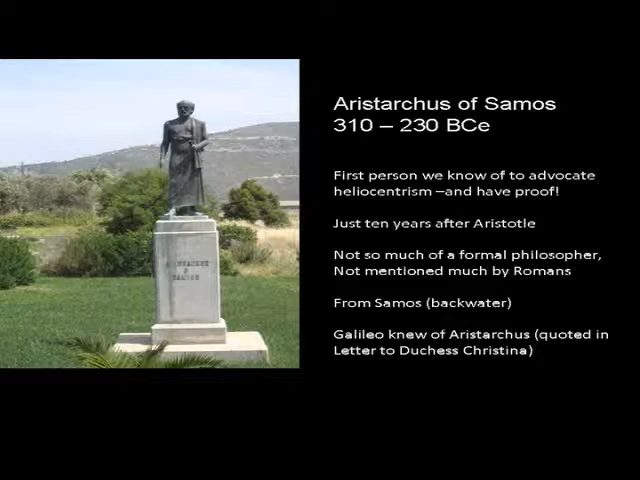 Aristarchus of Samos
310 – 230 BCe
First person we know of to advocate
heliocentrism –and have proof!
Just ten years after Aristotle
Not so much of a formal philosopher,
Not mentioned much by Romans
From Samos (backwater)
Galileo knew of Aristarchus (quoted in
Letter to Duchess Christina)